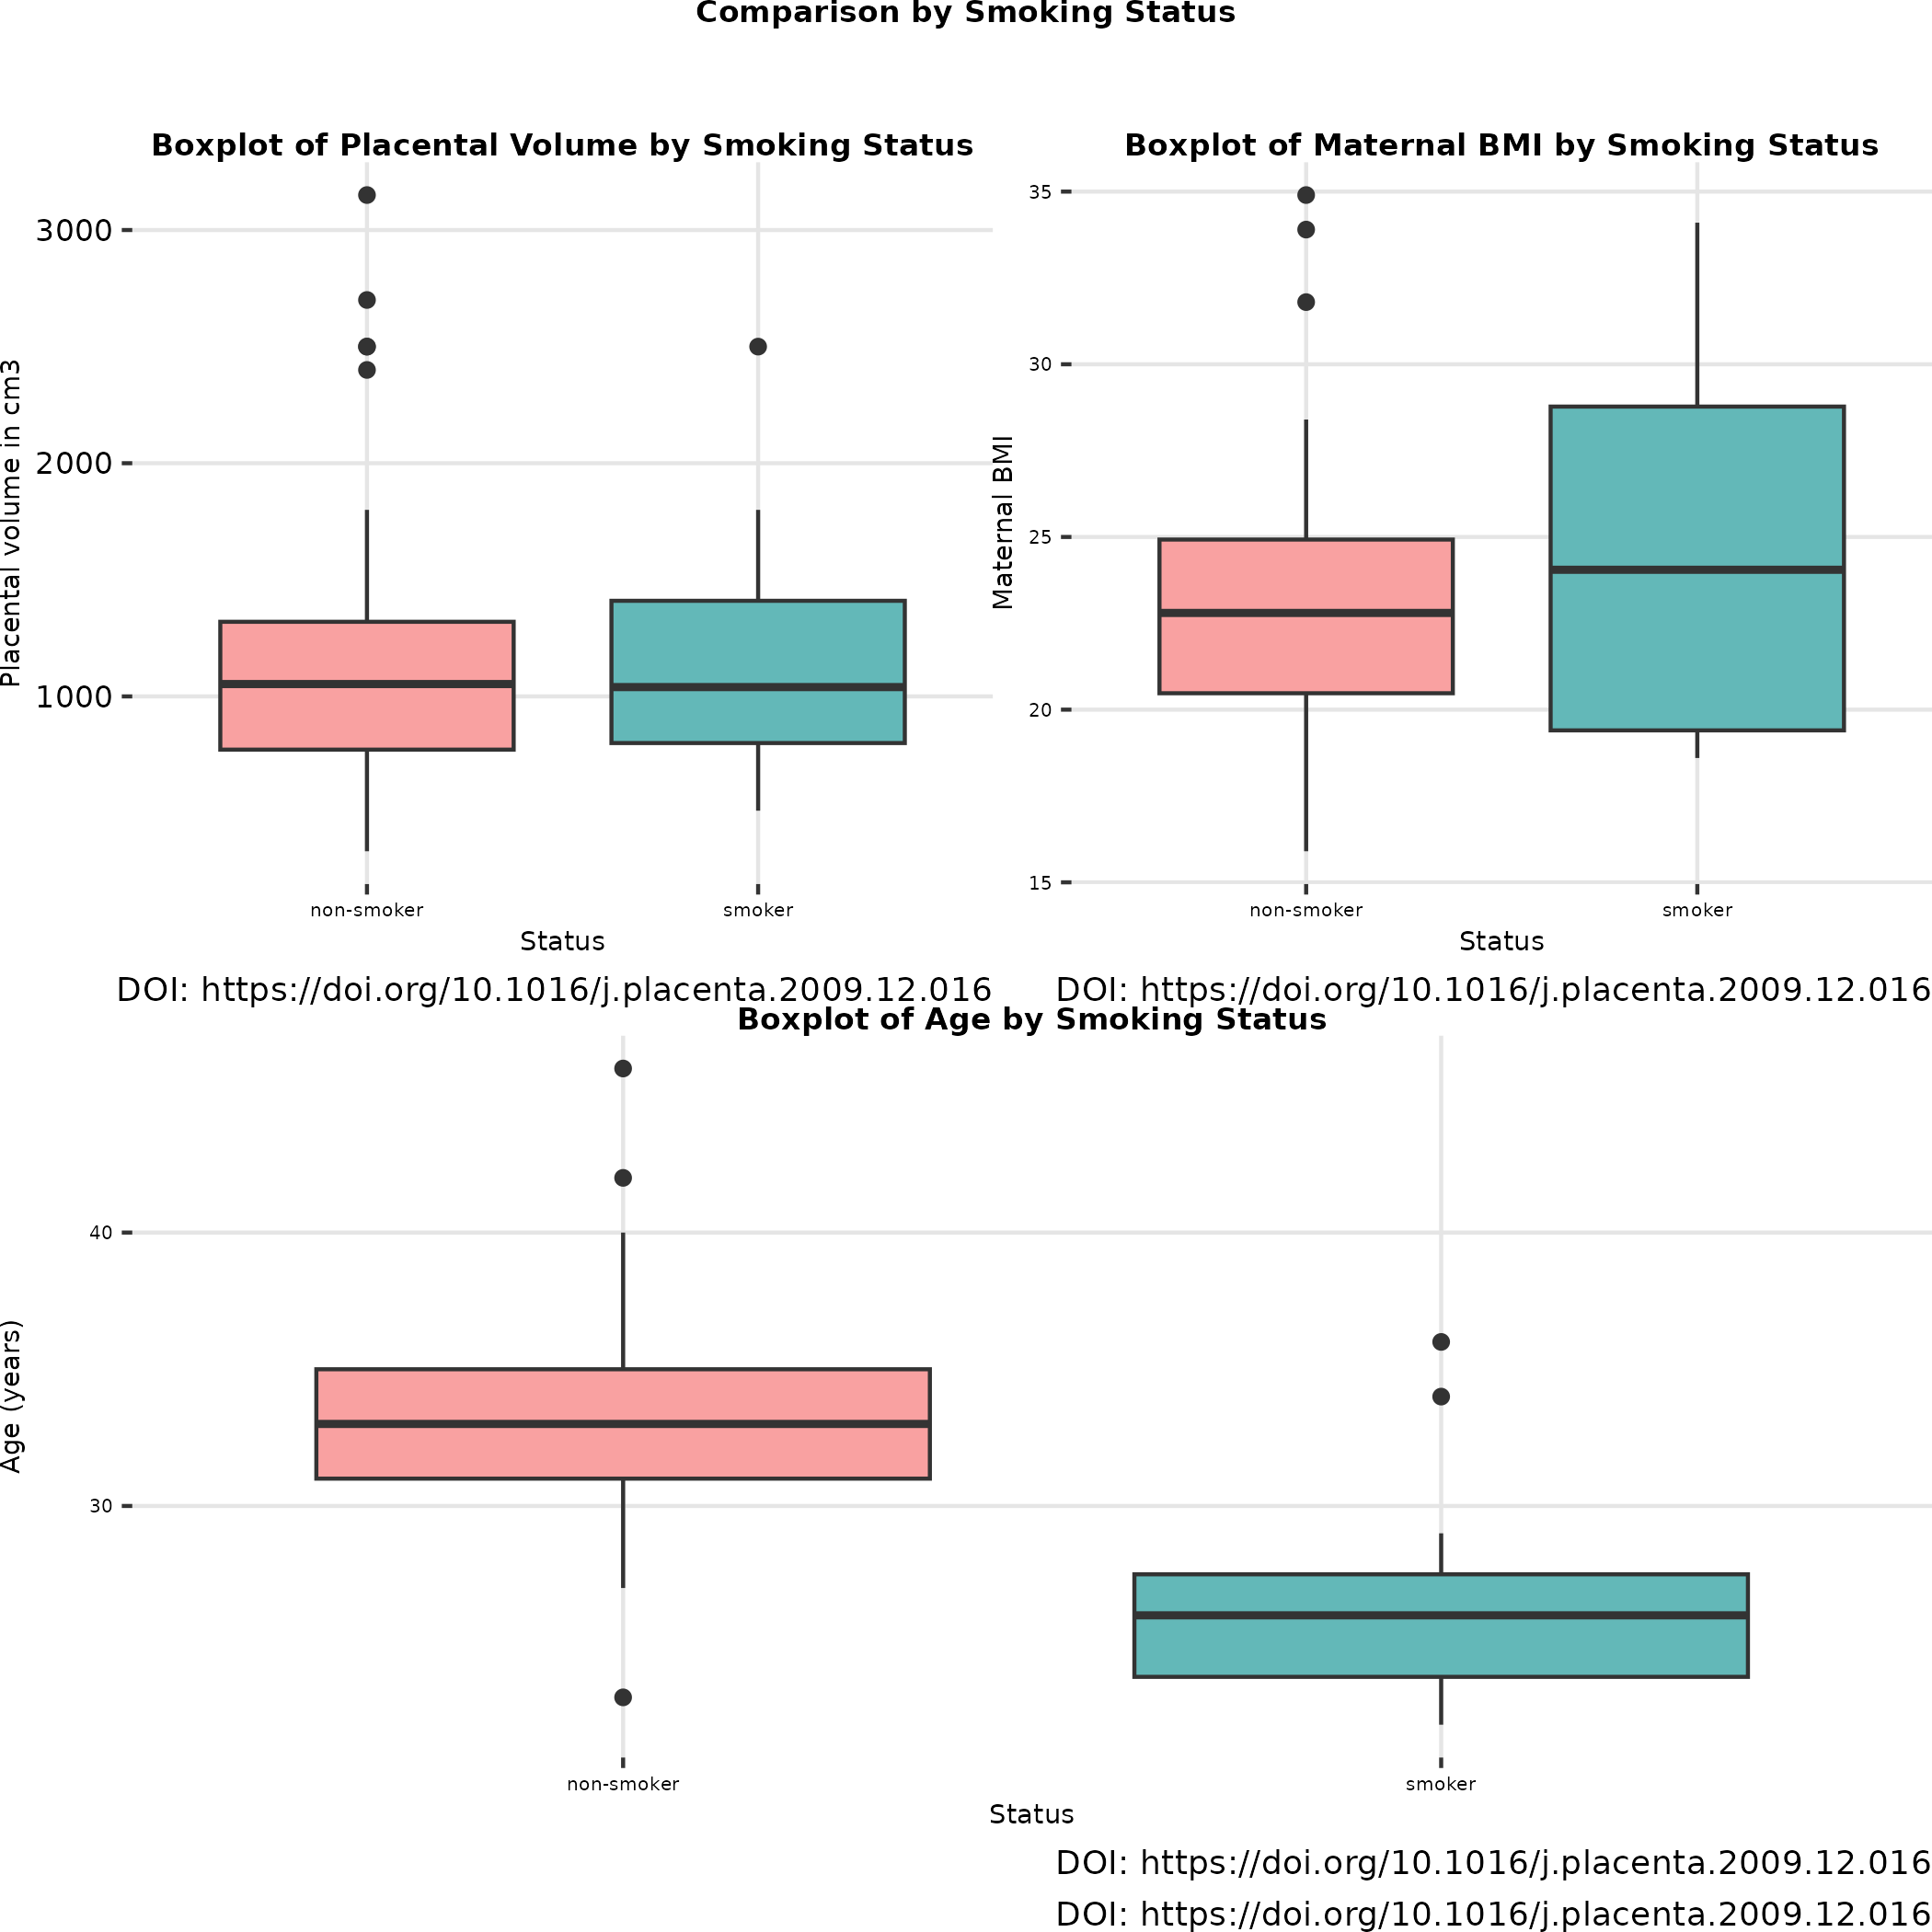 Comparison by Smoking Status
Boxplot of Placental Volume by Smoking Status
Placental volume in cm3
3000
2000
1000
non-smoker
smoker
Status
DOI: https://doi.org/10.1016/j.placenta.2009.12.016
Boxplot of Maternal BMI by Smoking Status
Maternal BMI
35
30
25
20
15
non-smoker
smoker
Status
DOI: https://doi.org/10.1016/j.placenta.2009.12.016
Boxplot of Age by Smoking Status
Age (years)
40
30
non-smoker
smoker
Status
DOI: https://doi.org/10.1016/j.placenta.2009.12.016
DOI: https://doi.org/10.1016/j.placenta.2009.12.016